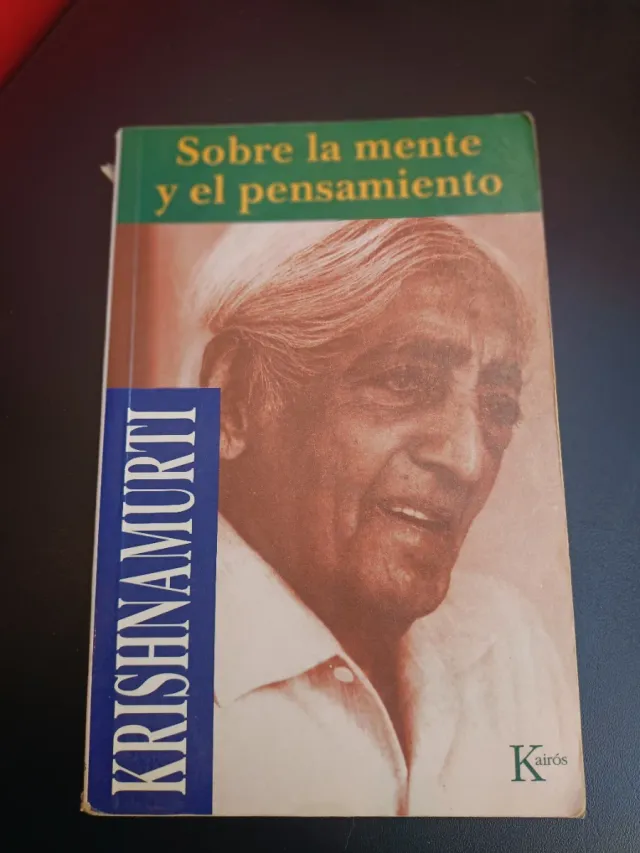 Sobre la mente
y el pensamiento
KRISHNAMURTI
Kairós